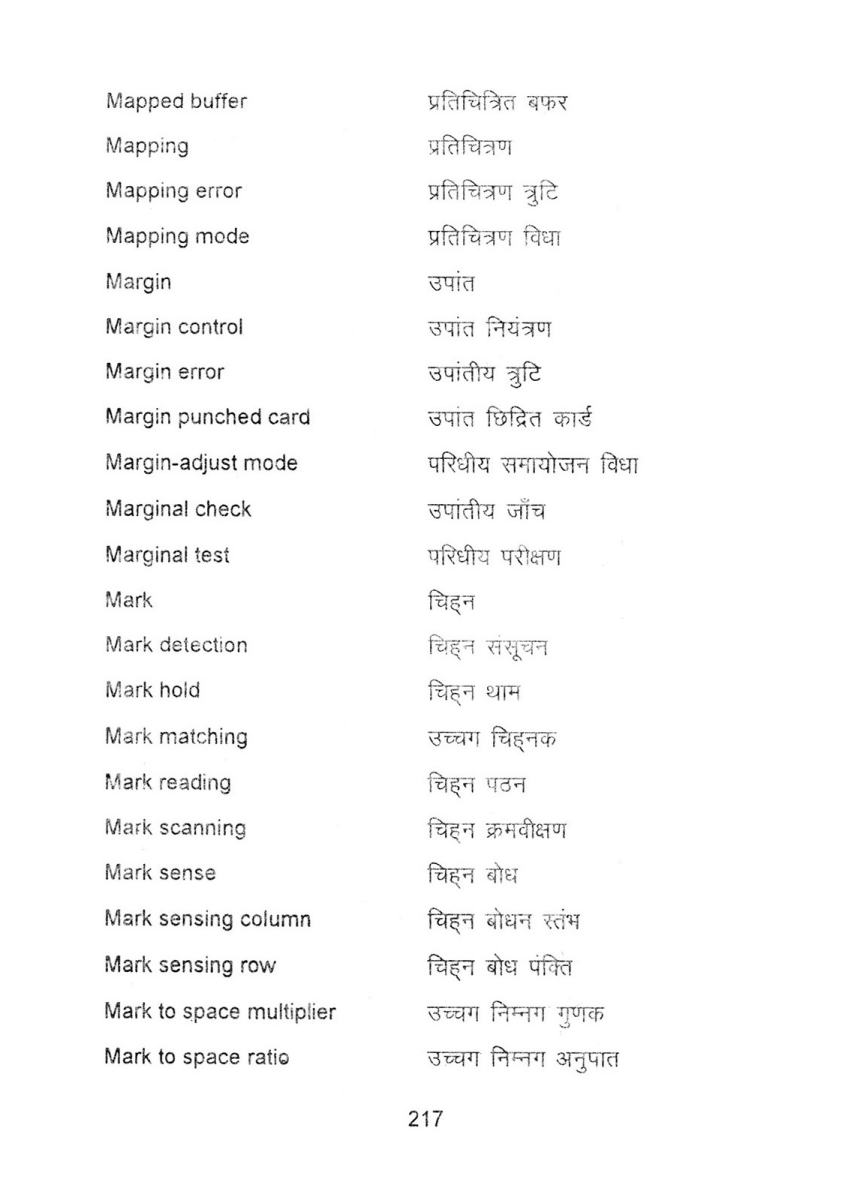 Mapped buffer प्रतिचित्रित बफर
Mapping प्रतिचित्रण
Mapping error प्रतिचित्रण त्रुटि
Mapping mode प्रतिचित्रण विधा
Margin उपांत
Margin control उपांत नियंत्रण
Margin error उपांतीय त्रुटि
Margin punched card उपांत छिद्रित कार्ड
Margin-adjust mode परिधीय समायोजन विधा
Marginal check उपांतीय जाँच
Marginal test परिधीय परीक्षण
Mark चिह्न
Mark detection चिह्न संसूचन
Mark hold चिह्न थाम
Mark matching उच्चग चिह्नक
Mark reading चिह्न पठन
Mark scanning चिह्न क्रमवीक्षण
Mark sense चिह्न बोध
Mark sensing column चिह्न बोधन स्तंभ
Mark sensing row चिह्न बोध पंक्ति
Mark to space multiplier उच्चग निम्नग गुणक
Mark to space ratio उच्चग निम्नग अनुपात
217